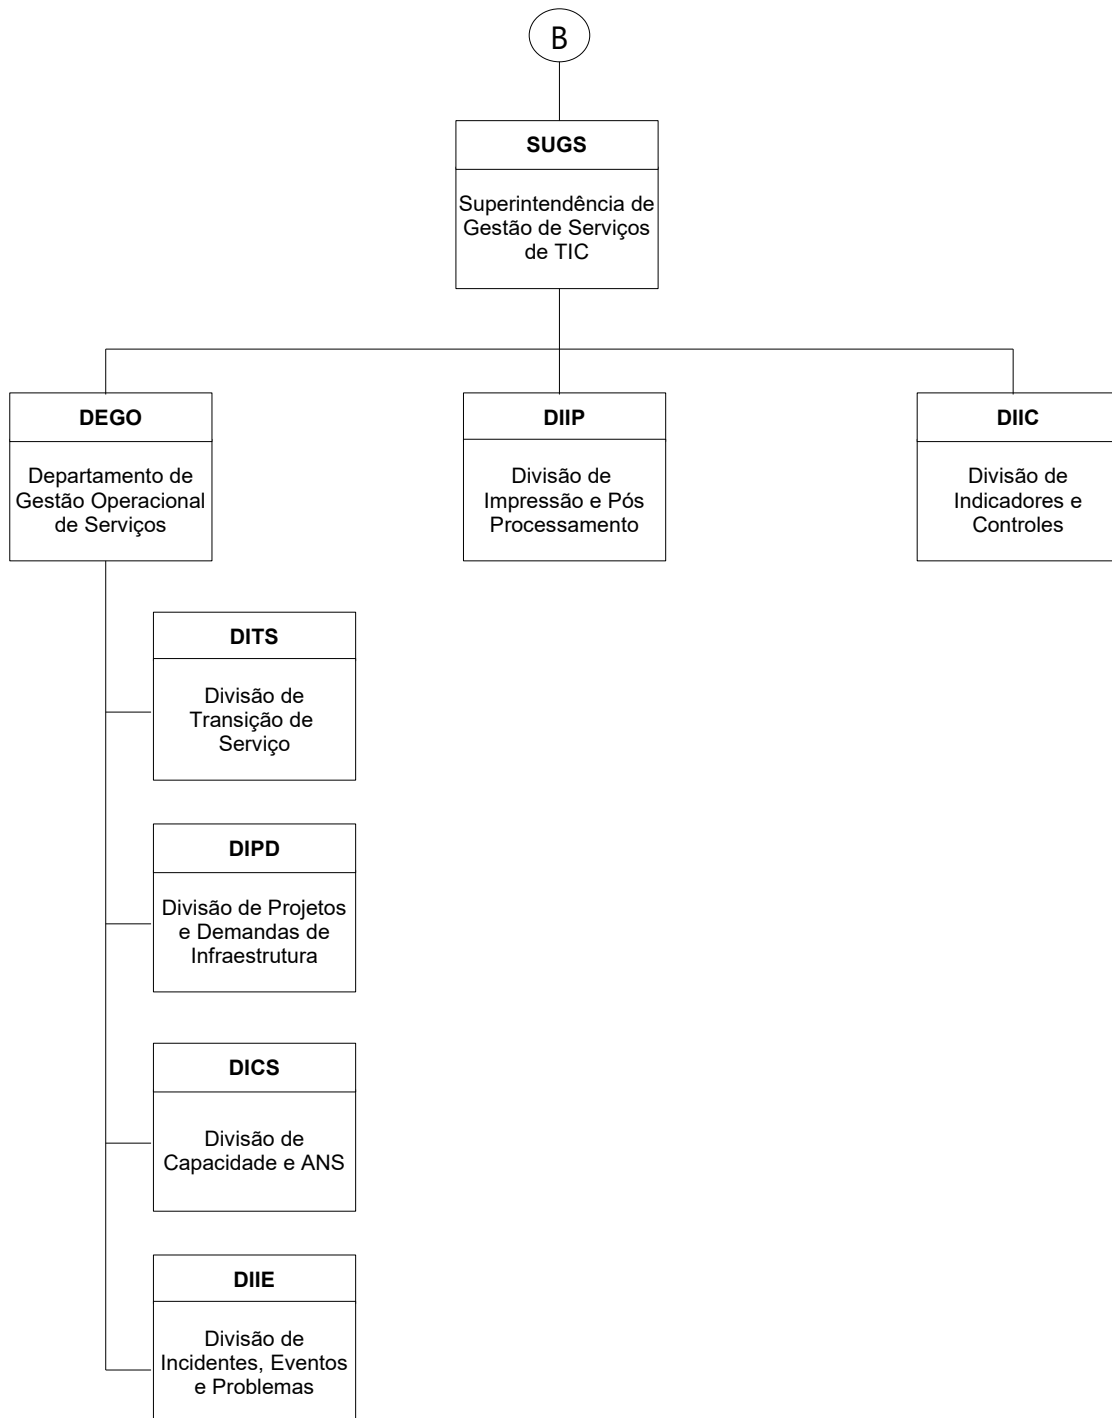 B
SUGS
Superintendência de
Gestão de Serviços
de TIC
DEGO
Departamento de
Gestão Operacional
de Serviços
DIIP
Divisão de
Impressão e Pós
Processamento
DIIC
Divisão de
Indicadores e
Controles
DITS
Divisão de
Transição de
Serviço
DIPD
Divisão de Projetos
e Demandas de
Infraestrutura
DICS
Divisão de
Capacidade e ANS
DIIE
Divisão de
Incidentes, Eventos
e Problemas